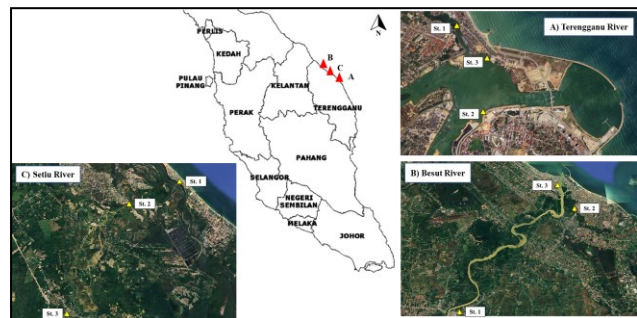 PERLIS
KEDAH
PULAU
PINANG
PERAK
KELANTAN
TERENGGANU
PAHANG
SELANGOR
NEGERI
SEMBILAN
MELAKA
JOHOR
B
C
A
A) Terengganu River
St. 1
St. 3
St. 2
B) Besut River
St. 3
St. 2
St. 1
C) Setiu River
St. 1
St. 2
St. 3